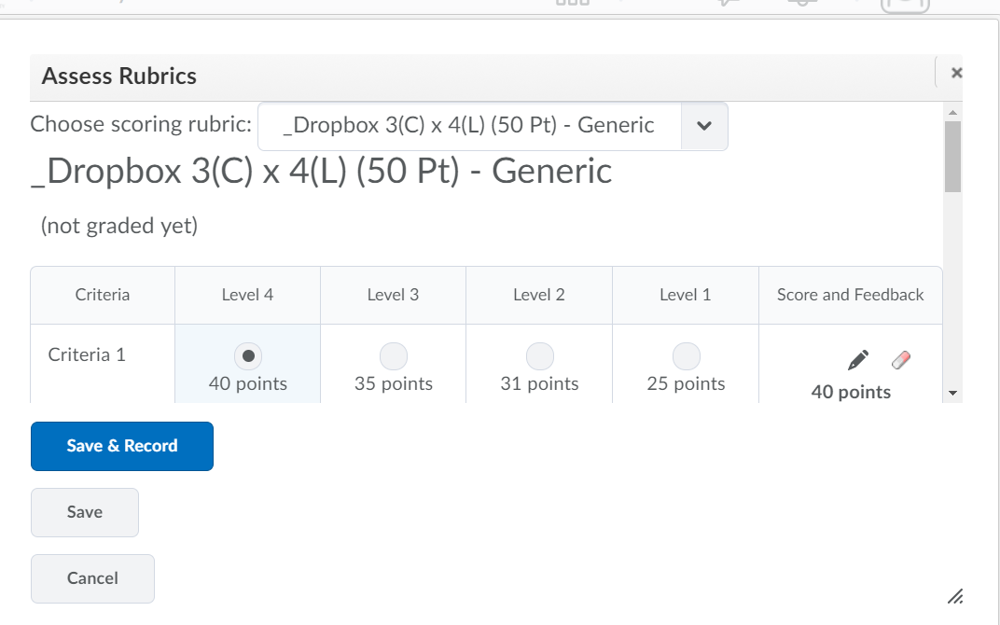 Assess Rubrics
Choose scoring rubric: _Dropbox 3(C) x 4(L) (50 Pt) - Generic
_Dropbox 3(C) x 4(L) (50 Pt) - Generic
(not graded yet)
Criteria Level 4 Level 3 Level 2 Level 1 Score and Feedback
Criteria 1
40 points 35 points 31 points 25 points 40 points
Save & Record
Save
Cancel